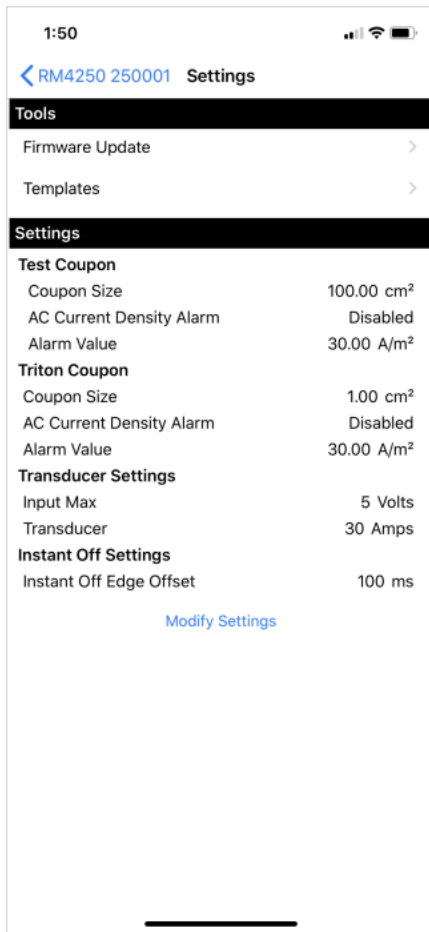 1:50
RM4250 250001 Settings
Tools
Firmware Update
Templates
Settings
Test Coupon
Coupon Size 100.00 cm²
AC Current Density Alarm Disabled
Alarm Value 30.00 A/m²
Triton Coupon
Coupon Size 1.00 cm²
AC Current Density Alarm Disabled
Alarm Value 30.00 A/m²
Transducer Settings
Input Max 5 Volts
Transducer 30 Amps
Instant Off Settings
Instant Off Edge Offset 100 ms
Modify Settings